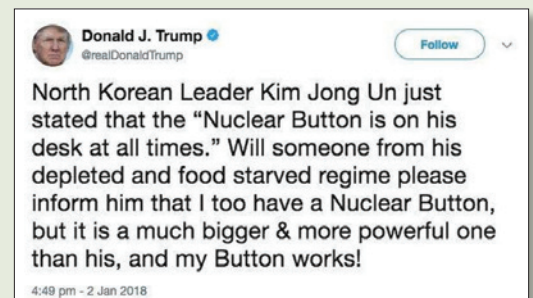 Donald J. Trump
@realDonaldTrump
Follow
North Korean Leader Kim Jong Un just
stated that the “Nuclear Button is on his
desk at all times.” Will someone from his
depleted and food starved regime please
inform him that I too have a Nuclear Button,
but it is a much bigger & more powerful one
than his, and my Button works!
4:49 pm - 2 Jan 2018